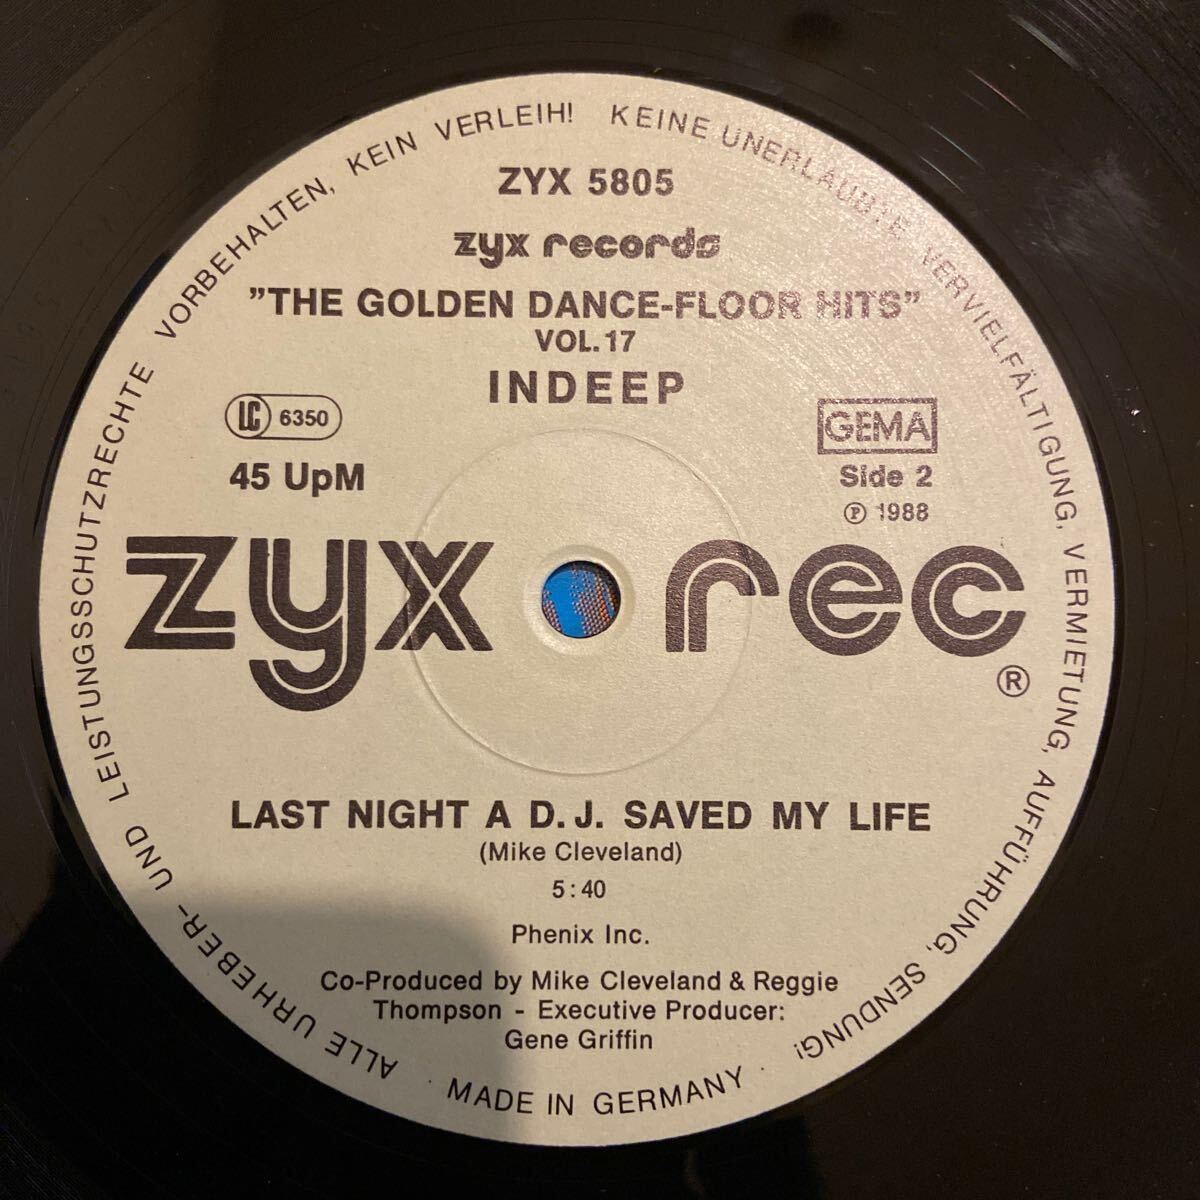 ALLE URHEBER- UND LEISTUNGSSCHUTZRECHTE VORBEHALTEN, KEIN VERLEIH! KEINE UNERLAUBTE VERVIELFÄLTIGUNG, VERMIETUNG, AUFFÜHRUNG, SENDUNG!
ZYX 5805
zyx records
"THE GOLDEN DANCE-FLOOR HITS"
VOL. 17
INDEEP
LC 6350
GEMA
45 UpM
Side 2
Ⓟ 1988
zyx rec ®
LAST NIGHT A D.J. SAVED MY LIFE
(Mike Cleveland)
5:40
Phenix Inc.
Co-Produced by Mike Cleveland & Reggie
Thompson - Executive Producer:
Gene Griffin
· MADE IN GERMANY ·